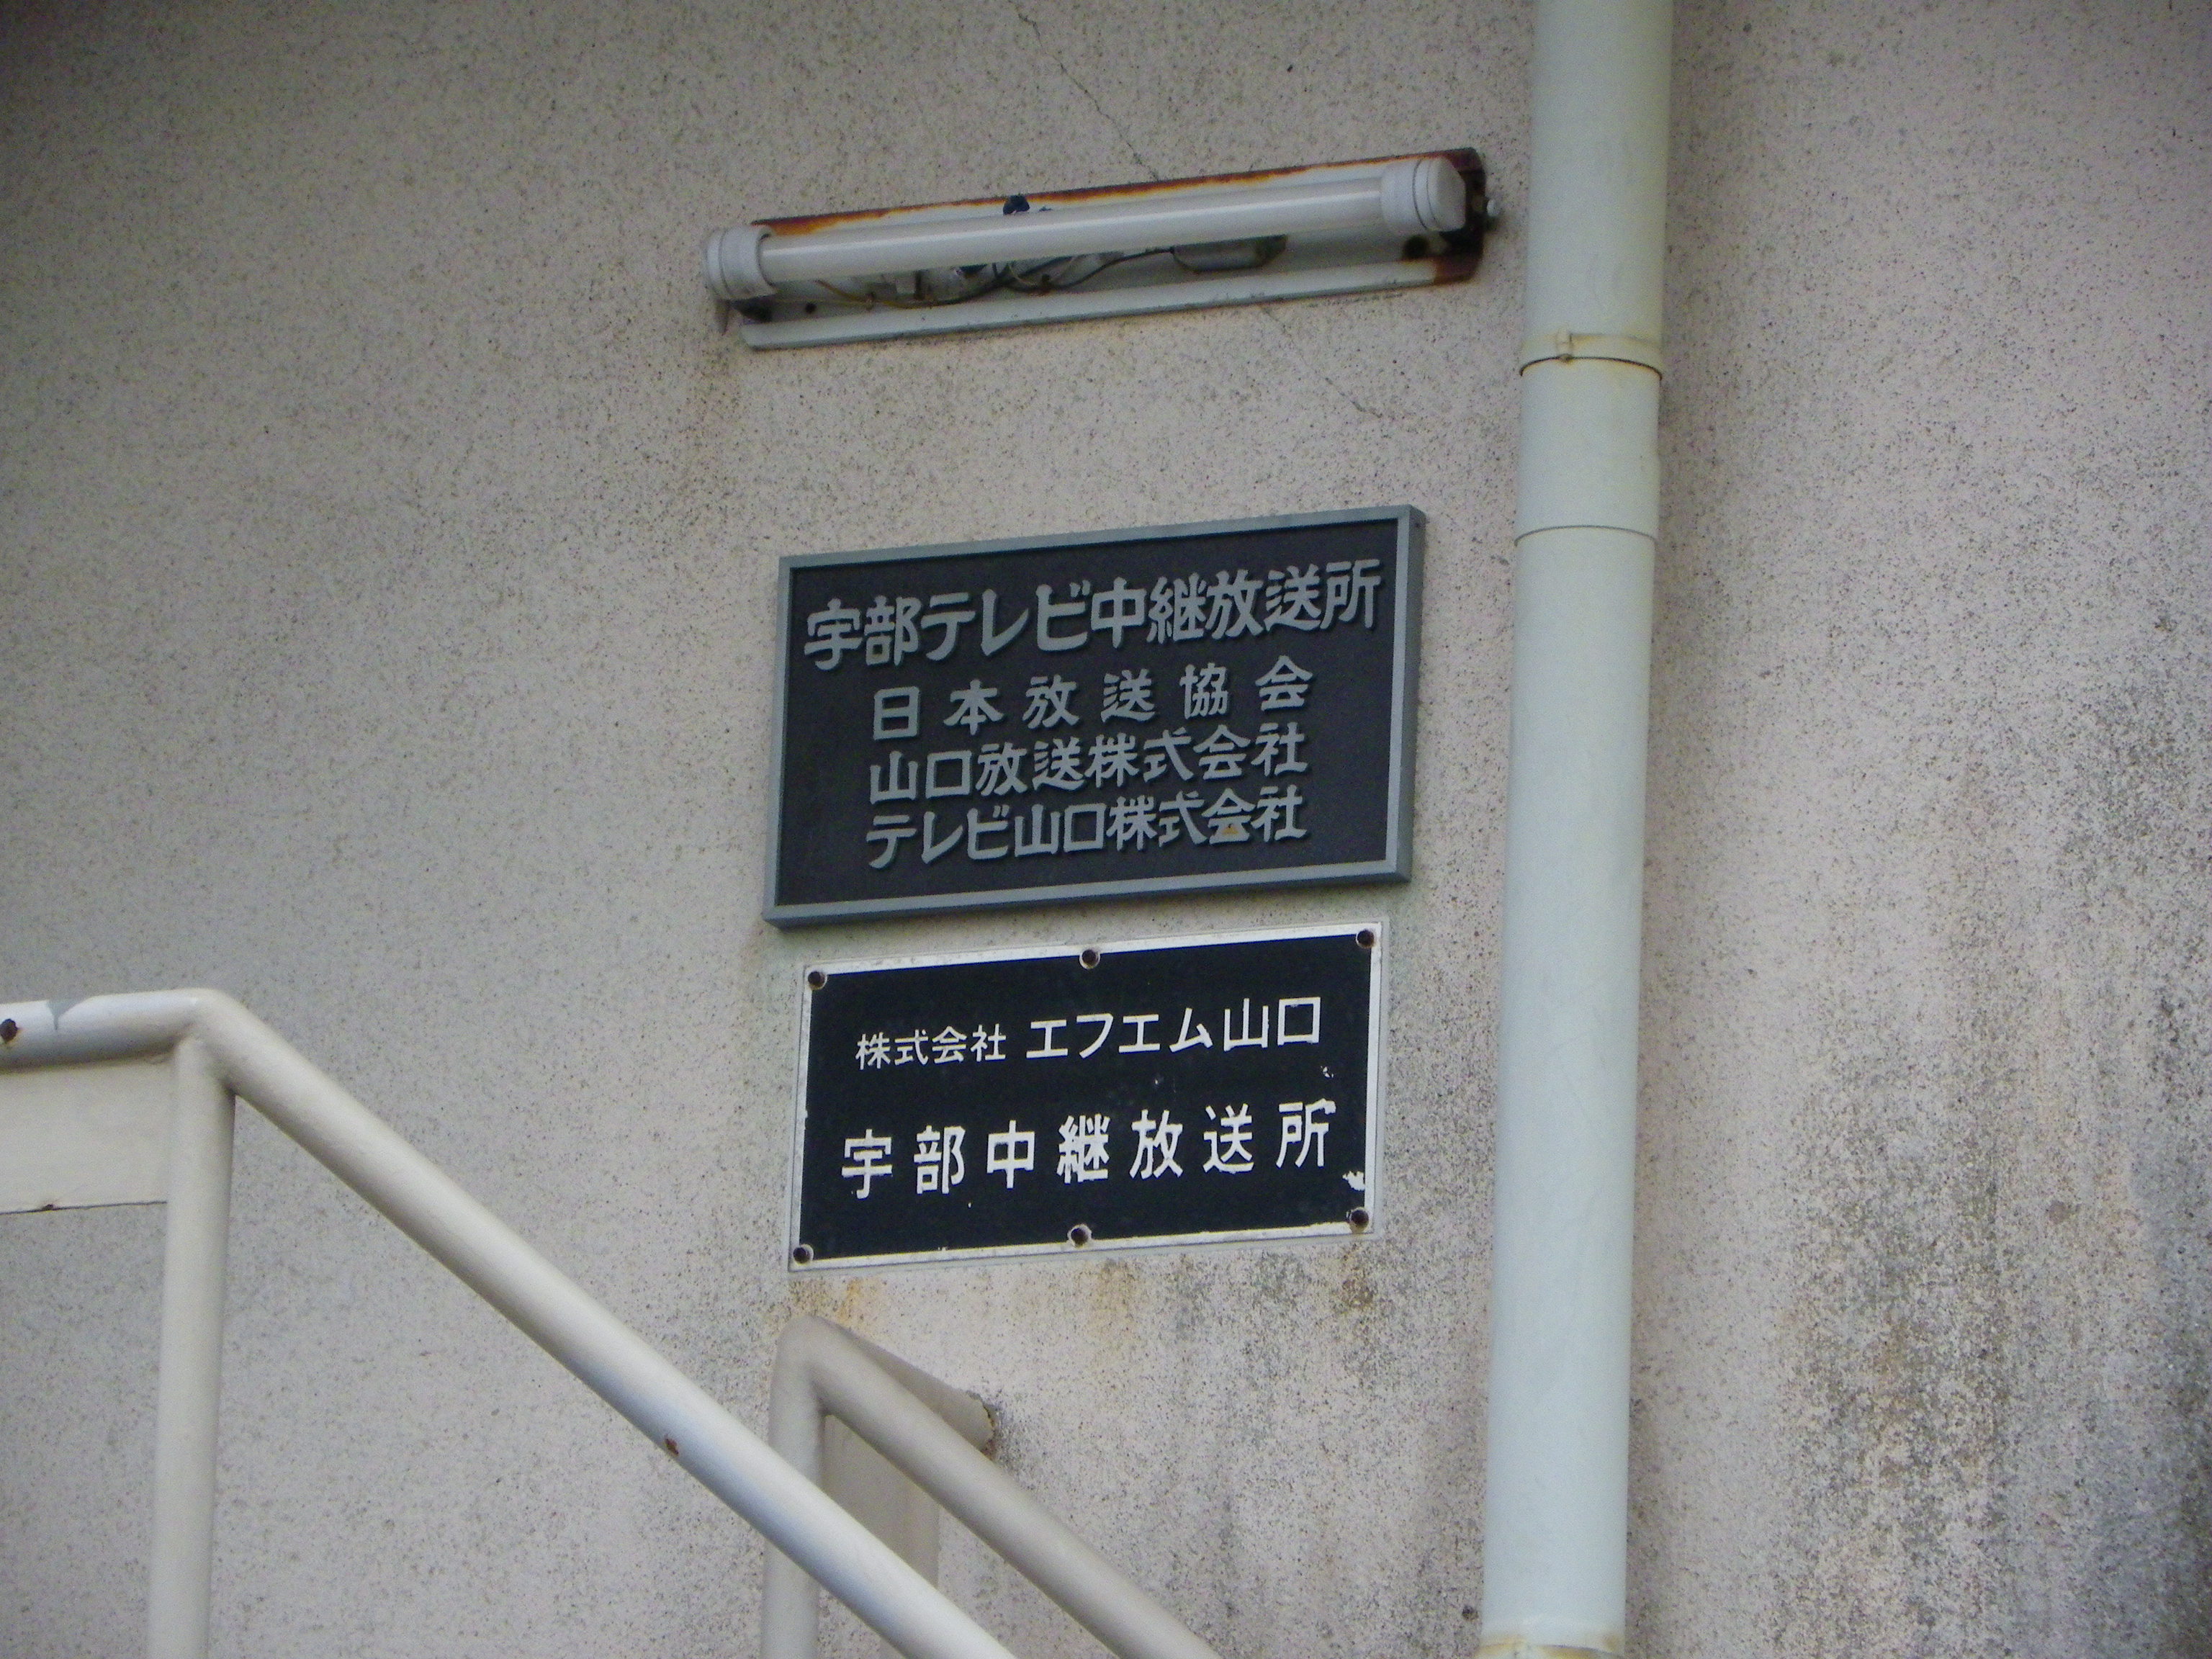 宇部テレビ中継放送所
日本放送協会
山口放送株式会社
テレビ山口株式会社
株式会社 エフエム山口
宇部中継放送所